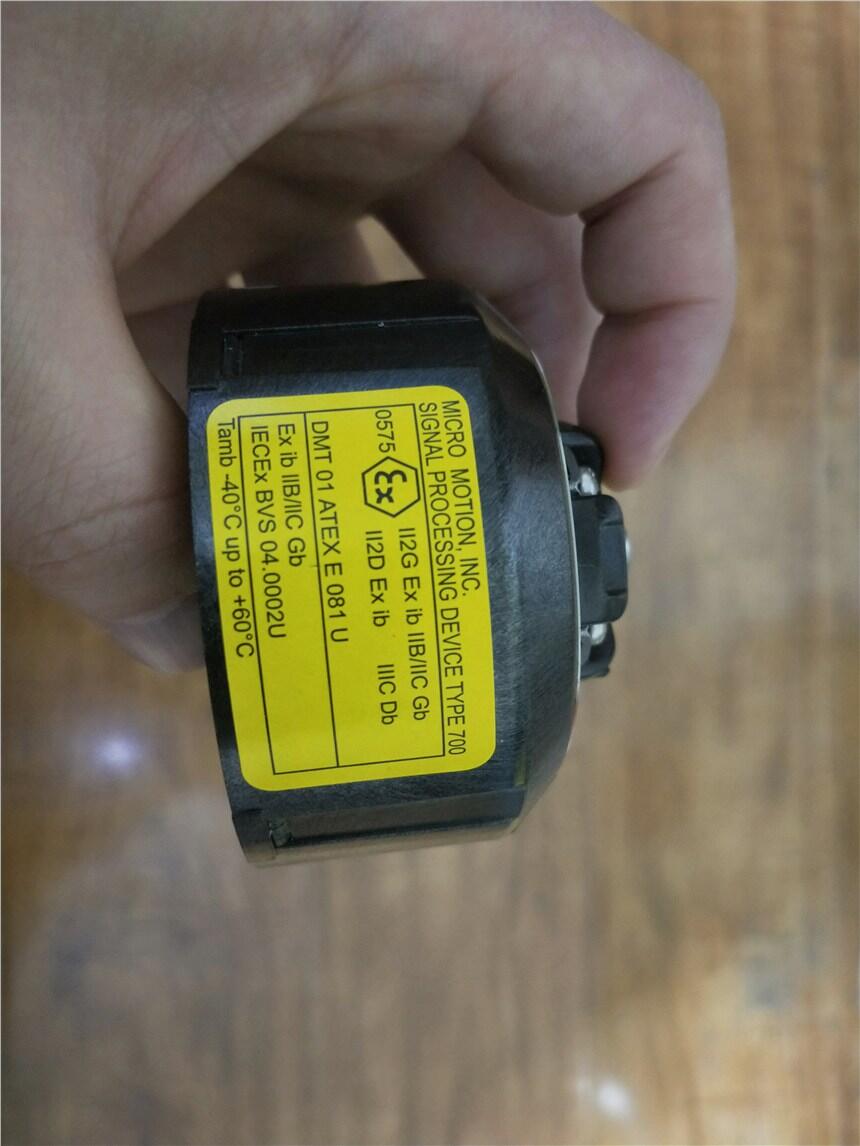 MICRO MOTION, INC.
SIGNAL PROCESSING DEVICE TYPE 700
0575 Ex II2G Ex ib IIB/IIC Gb
II2D Ex ib IIIC Db
DMT 01 ATEX E 081 U
Ex ib IIB/IIC Gb
IECEx BVS 04.0002U
Tamb -40°C up to +60°C